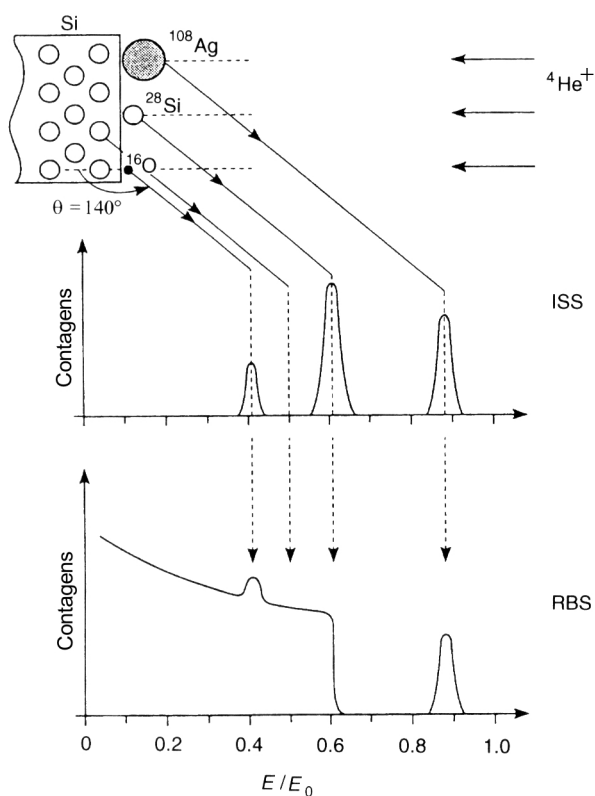 Si
¹⁰⁸Ag
⁴He⁺
²⁸Si
¹⁶O
θ = 140°
Contagens
ISS
Contagens
RBS
0 0.2 0.4 0.6 0.8 1.0
E/E₀